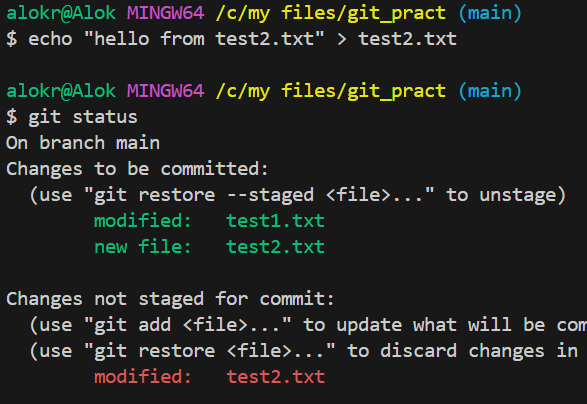 alokr@Alok MINGW64 /c/my files/git_pract (main)
$ echo "hello from test2.txt" > test2.txt
alokr@Alok MINGW64 /c/my files/git_pract (main)
$ git status
On branch main
Changes to be committed:
(use "git restore --staged <file>..." to unstage)
modified: test1.txt
new file: test2.txt
Changes not staged for commit:
(use "git add <file>..." to update what will be com
(use "git restore <file>..." to discard changes in
modified: test2.txt